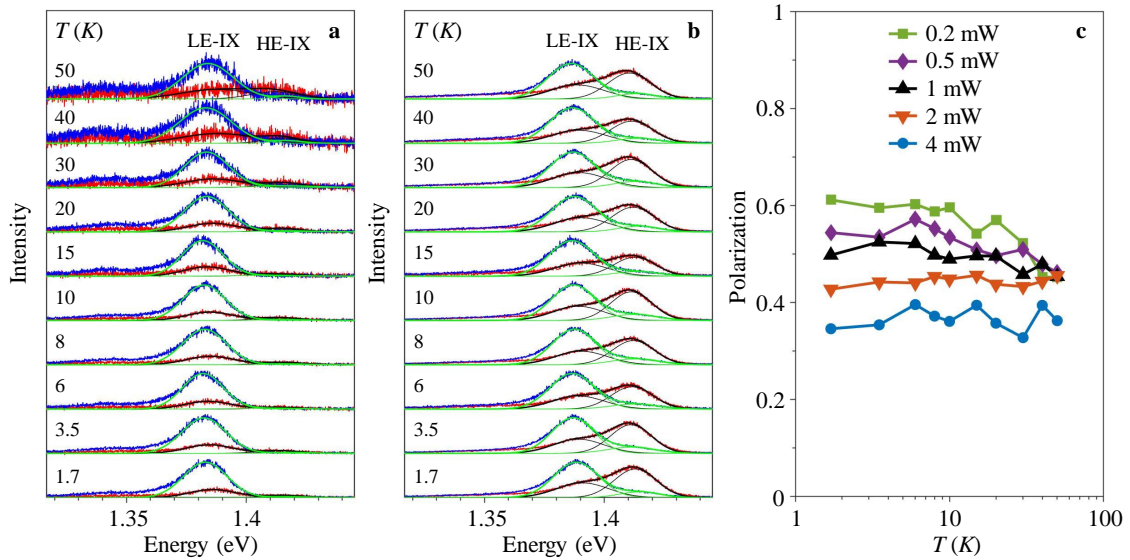 T (K)
LE-IX
HE-IX
a
50
40
30
20
15
10
8
6
3.5
1.7
Intensity
1.35
1.4
Energy (eV)
T (K)
LE-IX
HE-IX
b
50
40
30
20
15
10
8
6
3.5
1.7
Intensity
1.35
1.4
Energy (eV)
c
0.2 mW
0.5 mW
1 mW
2 mW
4 mW
1
0.8
0.6
0.4
0.2
0
Polarization
1
10
100
T (K)